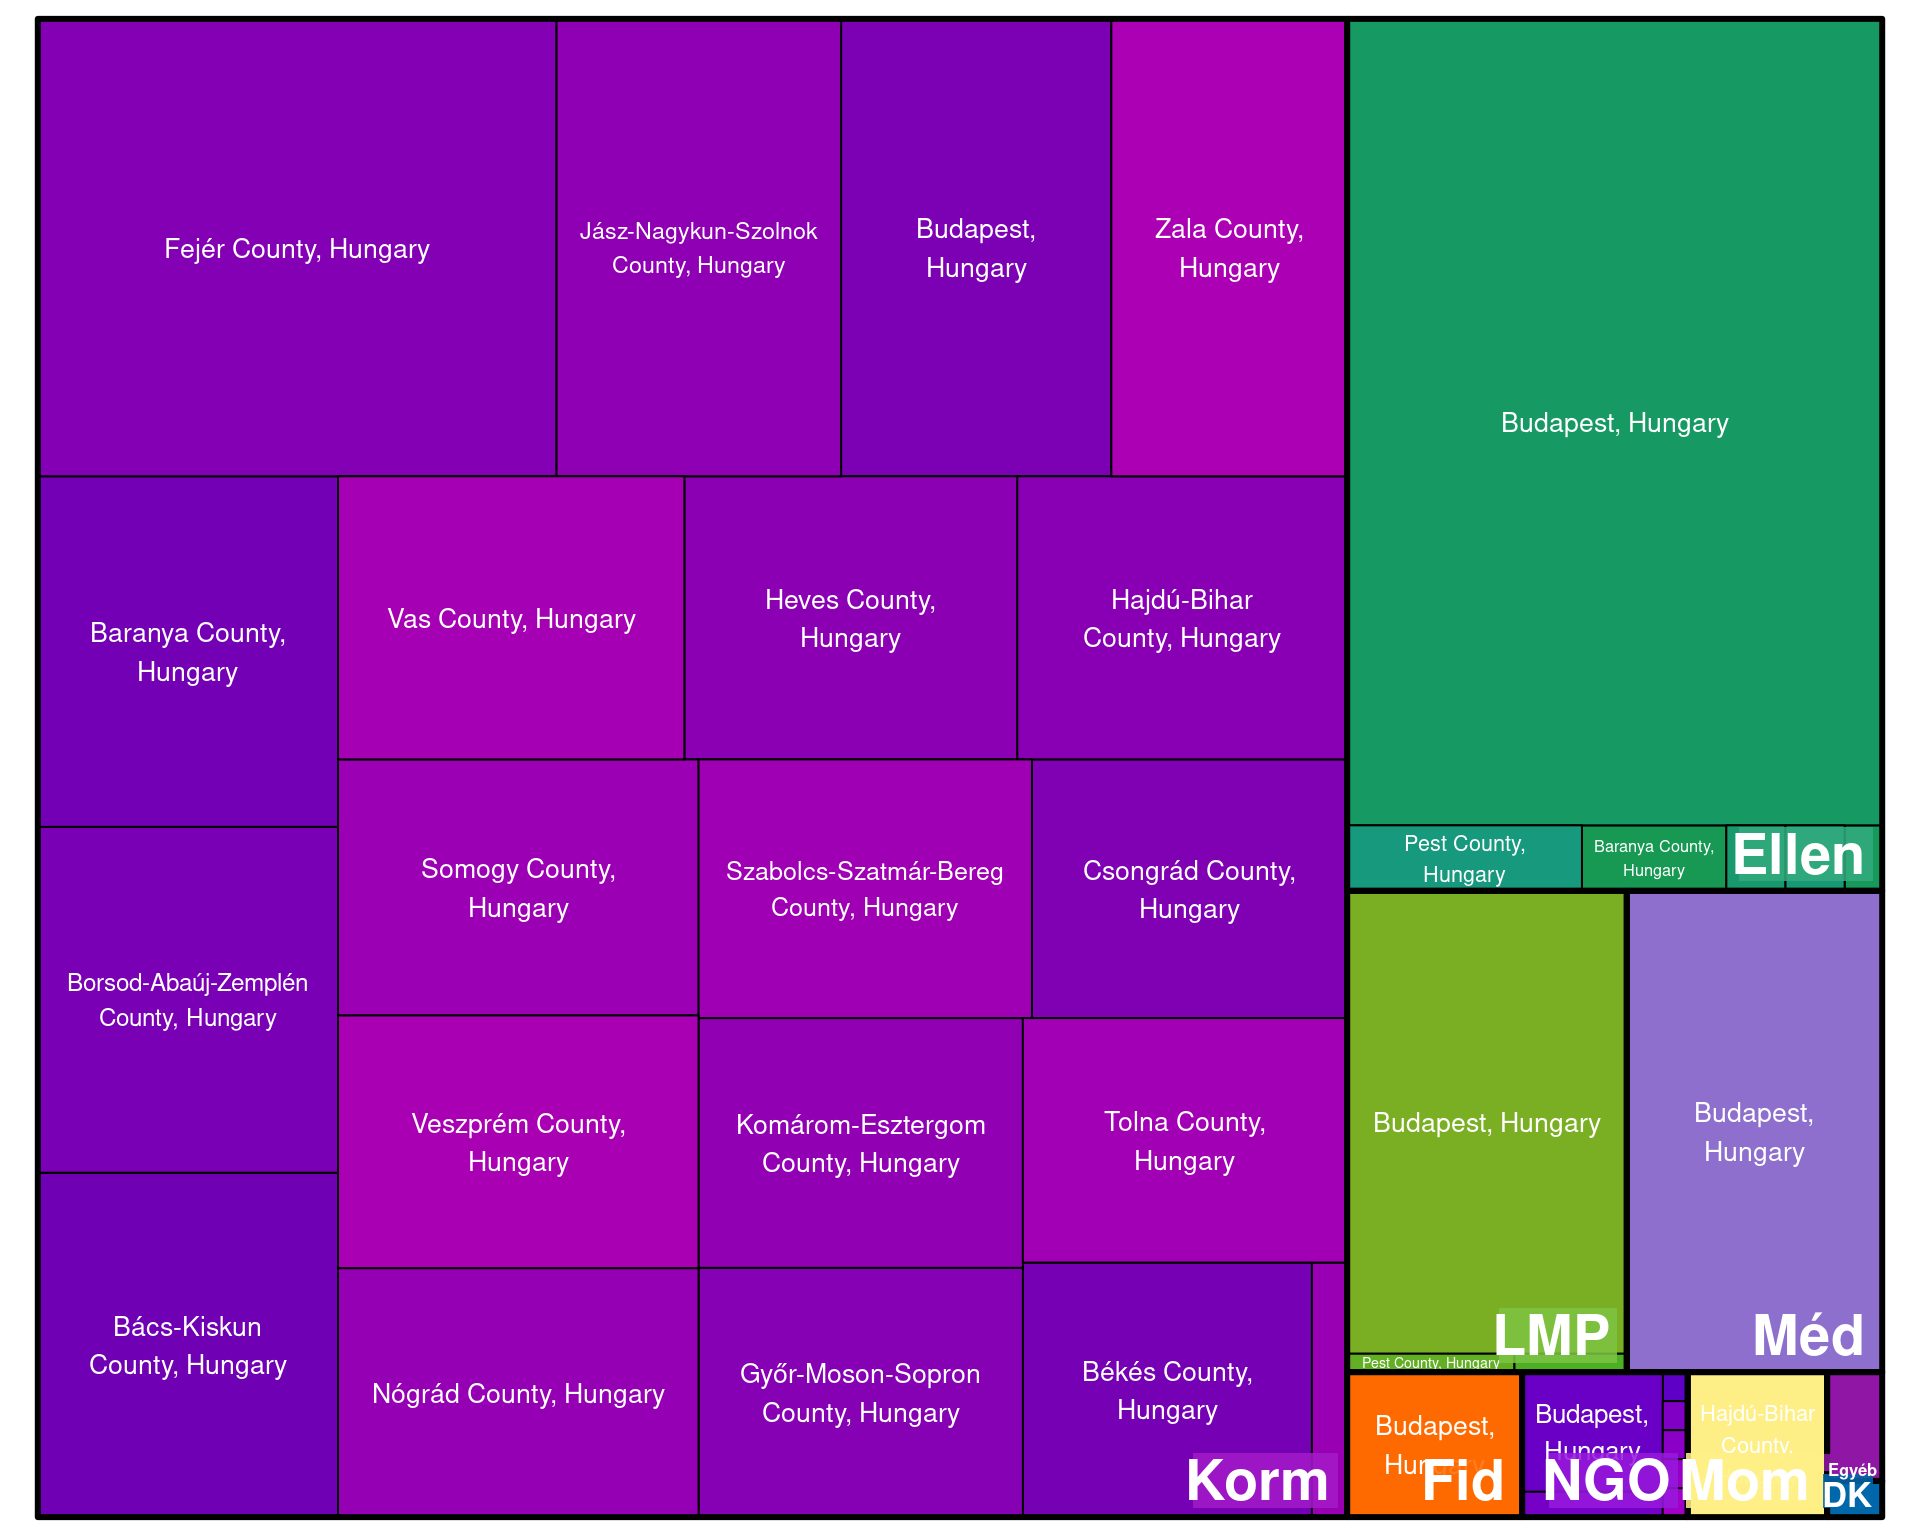 Fejér County, Hungary
Jász-Nagykun-Szolnok
County, Hungary
Budapest,
Hungary
Zala County,
Hungary
Baranya County,
Hungary
Vas County, Hungary
Heves County,
Hungary
Hajdú-Bihar
County, Hungary
Borsod-Abaúj-Zemplén
County, Hungary
Somogy County,
Hungary
Szabolcs-Szatmár-Bereg
County, Hungary
Csongrád County,
Hungary
Bács-Kiskun
County, Hungary
Veszprém County,
Hungary
Komárom-Esztergom
County, Hungary
Tolna County,
Hungary
Nógrád County, Hungary
Győr-Moson-Sopron
County, Hungary
Békés County,
Hungary
Korm
Budapest, Hungary
Pest County,
Hungary
Baranya County,
Hungary
Ellen
Budapest, Hungary
Pest County, Hungary
LMP
Budapest,
Hungary
Méd
Budapest,
Hungary
Fid
Budapest,
Hungary
NGO
Hajdú-Bihar
County,
Mom
Egyéb
DK